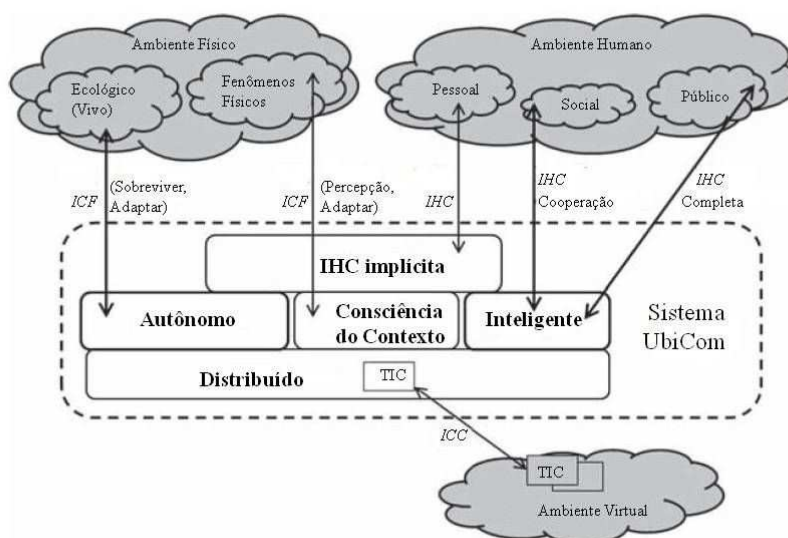 Ambiente Físico
Ambiente Humano
Ecológico
(Vivo)
Fenômenos
Físicos
Pessoal
Social
Público
ICF
(Sobreviver,
Adaptar)
ICF
(Percepção,
Adaptar)
IHC
IHC
Cooperação
IHC
Completa
IHC implícita
Autônomo
Consciência
do Contexto
Inteligente
Sistema
UbiCom
Distribuído
TIC
ICC
TIC
Ambiente Virtual